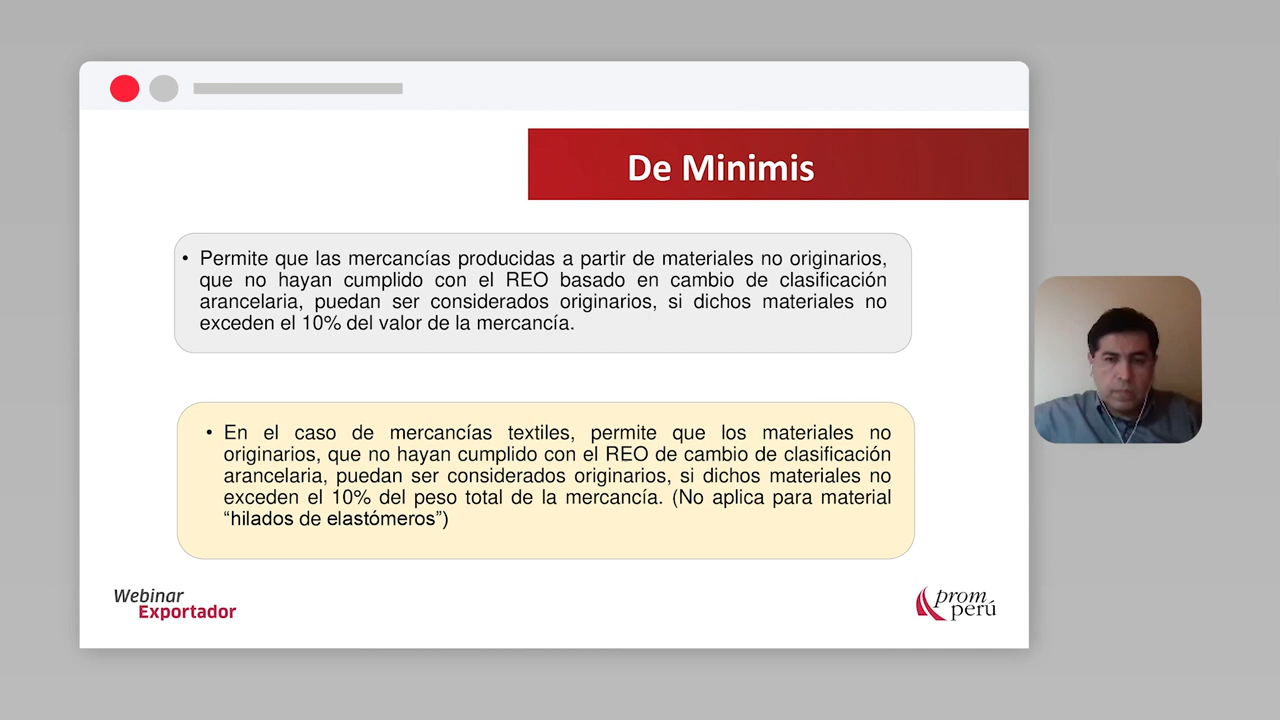 De Minimis
• Permite que las mercancías producidas a partir de materiales no originarios,
que no hayan cumplido con el REO basado en cambio de clasificación
arancelaria, puedan ser considerados originarios, si dichos materiales no
exceden el 10% del valor de la mercancía.
• En el caso de mercancías textiles, permite que los materiales no
originarios, que no hayan cumplido con el REO de cambio de clasificación
arancelaria, puedan ser considerados originarios, si dichos materiales no
exceden el 10% del peso total de la mercancía. (No aplica para material
“hilados de elastómeros”)
Webinar
Exportador
prom
perú